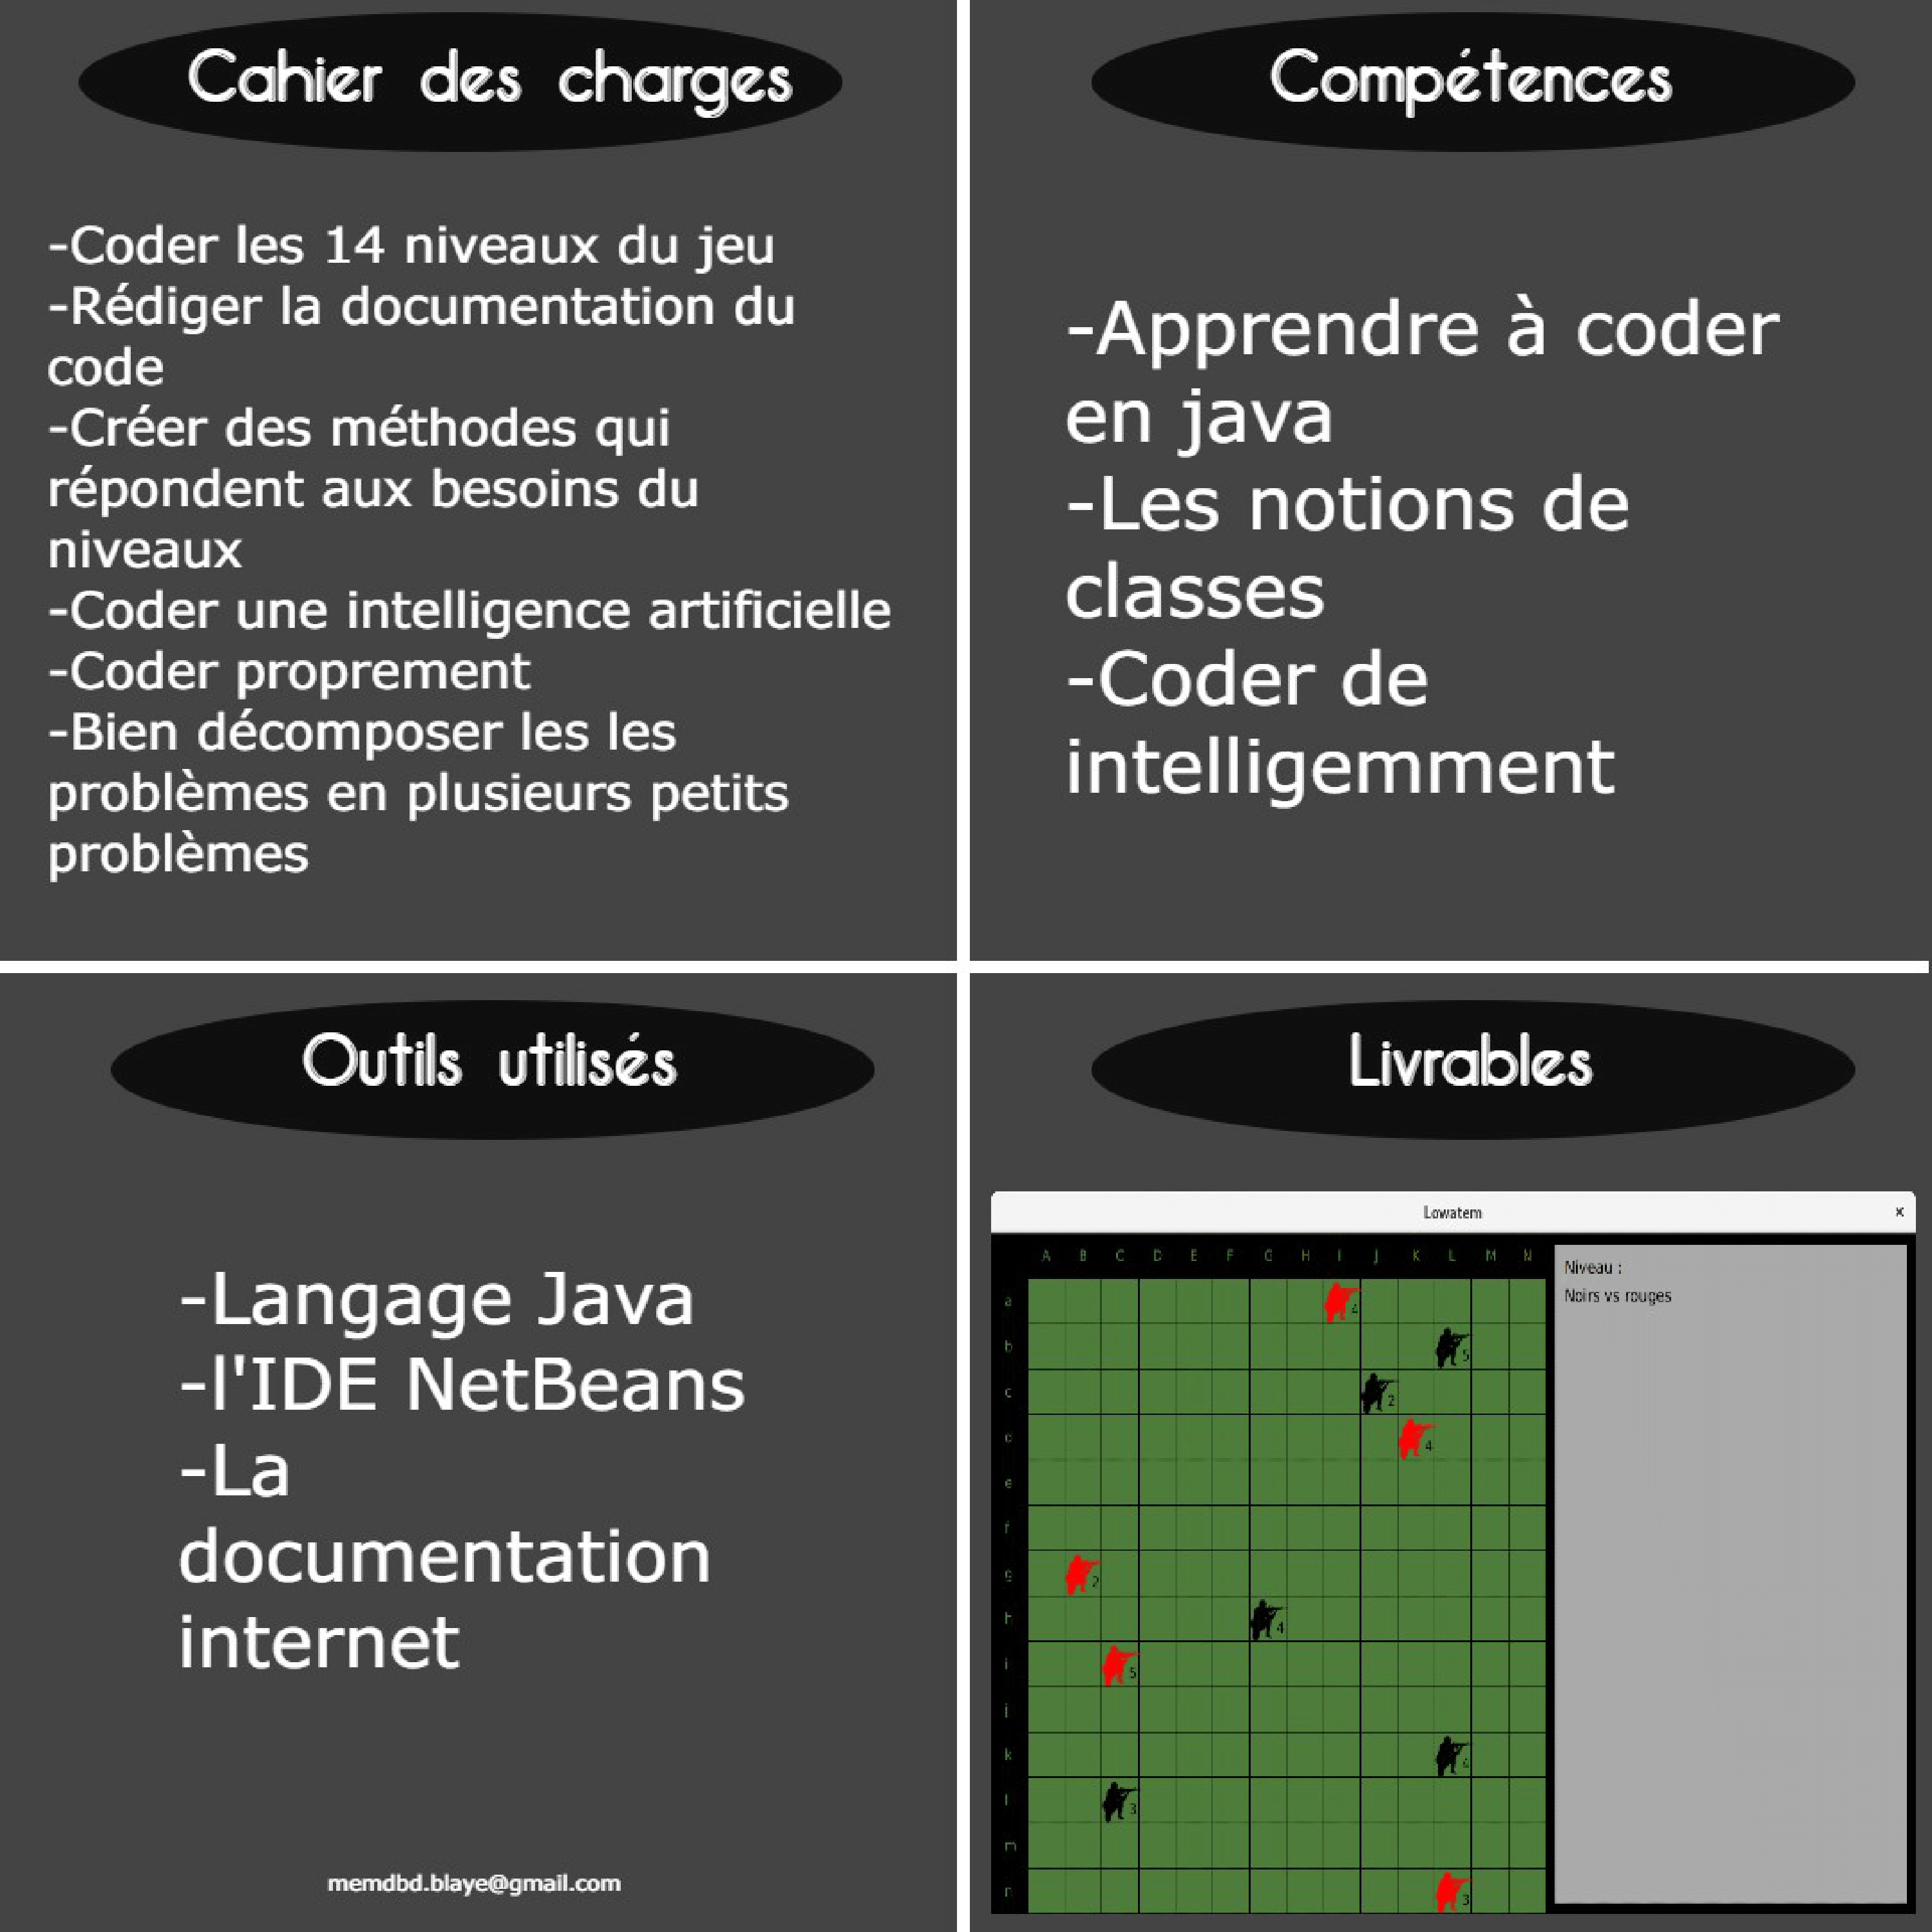 Cahier des charges
-Coder les 14 niveaux du jeu
-Rédiger la documentation du
code
-Créer des méthodes qui
répondent aux besoins du
niveaux
-Coder une intelligence artificielle
-Coder proprement
-Bien décomposer les les
problèmes en plusieurs petits
problèmes
Compétences
-Apprendre à coder
en java
-Les notions de
classes
-Coder de
intelligemment
Outils utilisés
-Langage Java
-l'IDE NetBeans
-La
documentation
internet
memdbd.blaye@gmail.com
Livrables
Lowatem ×
A B C D E F G H I J K L M N
Niveau :
Noirs vs rouges
a 4
b 5
c 2
d 4
e
f
g 2
h 4
i 5
j
k
l 3
m
n 3